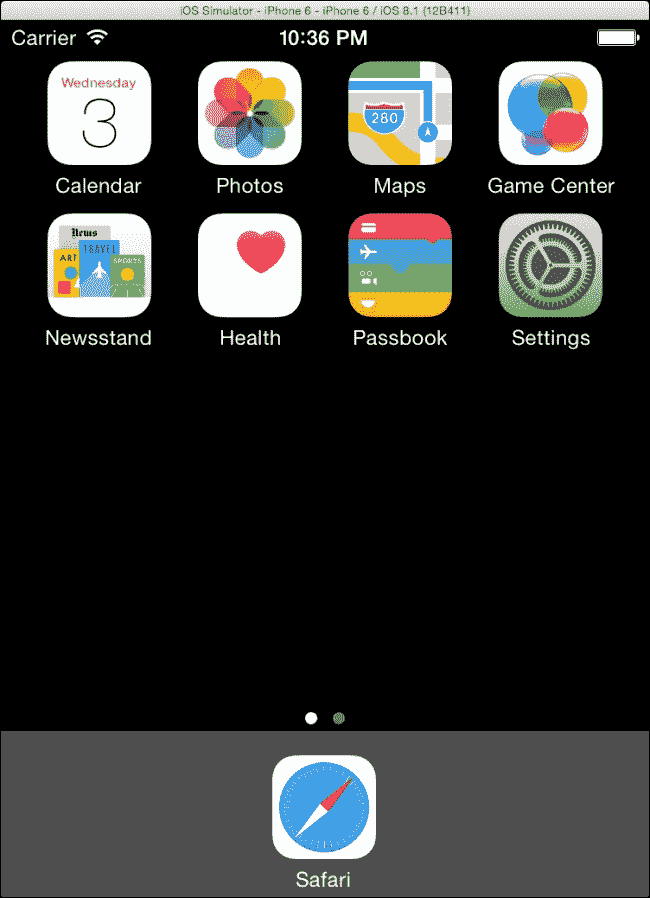 iOS Simulator - iPhone 6 - iPhone 6 / iOS 8.1 (12B411)
Carrier 10:36 PM
Wednesday
3
280
Calendar Photos Maps Game Center
News
ART TRAVEL SPORTS
Newsstand Health Passbook Settings
Safari